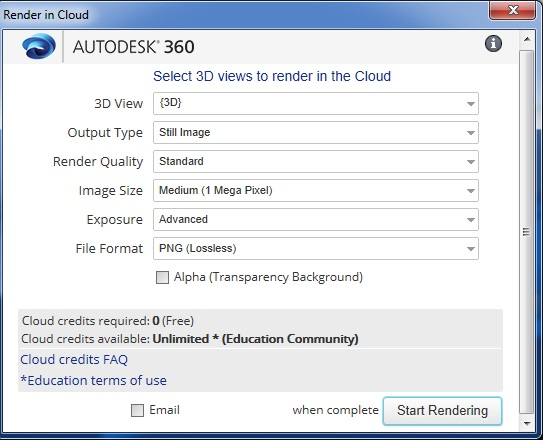 Render in Cloud
AUTODESK® 360
Select 3D views to render in the Cloud
3D View {3D}
Output Type Still Image
Render Quality Standard
Image Size Medium (1 Mega Pixel)
Exposure Advanced
File Format PNG (Lossless)
Alpha (Transparency Background)
Cloud credits required: 0 (Free)
Cloud credits available: Unlimited * (Education Community)
Cloud credits FAQ
*Education terms of use
Email when complete Start Rendering